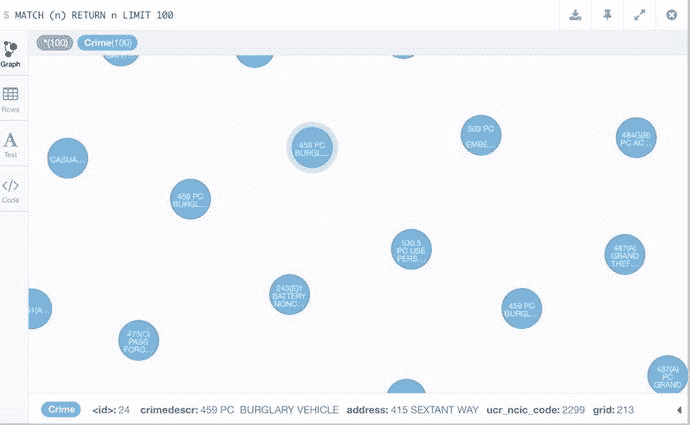 $ MATCH (n) RETURN n LIMIT 100
*(100) Crime(100)
Graph
Rows
Text
Code
CASUA...
459 PC
BURGL...
459 PC
BURGL...
503 PC
EMBE...
484G(B)
PC AC...
530.5
PC USE
PERS...
487(A)
GRAND
THEF...
243(E)1
BATTERY
NONC...
459 PC
BURGL...
475(C)
PASS
FORG...
487(A)
PC
GRAND
Crime <id>: 24 crimedescr: 459 PC BURGLARY VEHICLE address: 415 SEXTANT WAY ucr_ncic_code: 2299 grid: 213